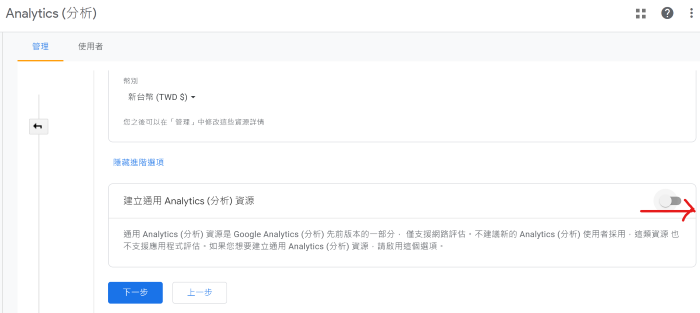 Analytics (分析)
管理
使用者
幣別
新台幣 (TWD $)
您之後可以在「管理」中修改這些資源詳情
隱藏進階選項
建立通用 Analytics (分析) 資源
通用 Analytics (分析) 資源是 Google Analytics (分析) 先前版本的一部分， 僅支援網路評估。不建議新的 Analytics (分析) 使用者採用，這類資源 也
不支援應用程式評估。如果您想要建立通用 Analytics (分析) 資源，請啟用這個選項。
下一步
上一步